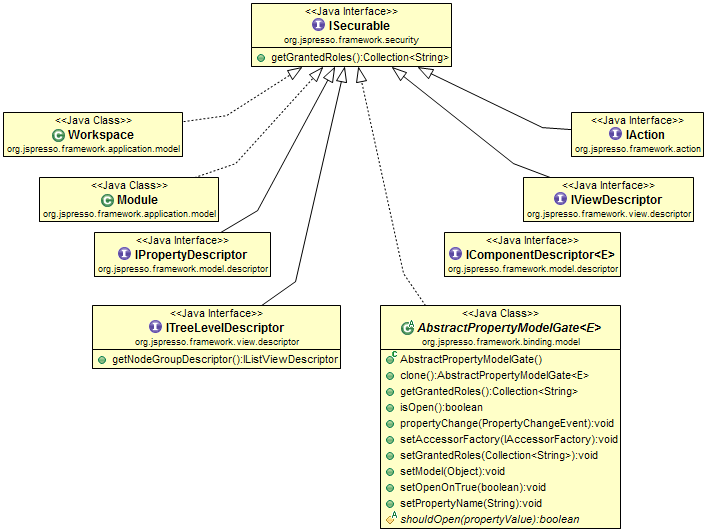 <<Java Interface>>
ISecurable
org.jspresso.framework.security
getGrantedRoles():Collection<String>
<<Java Class>>
Workspace
org.jspresso.framework.application.model
<<Java Interface>>
IAction
org.jspresso.framework.action
<<Java Class>>
Module
org.jspresso.framework.application.model
<<Java Interface>>
IViewDescriptor
org.jspresso.framework.view.descriptor
<<Java Interface>>
IPropertyDescriptor
org.jspresso.framework.model.descriptor
<<Java Interface>>
IComponentDescriptor<E>
org.jspresso.framework.model.descriptor
<<Java Interface>>
ITreeLevelDescriptor
org.jspresso.framework.view.descriptor
getNodeGroupDescriptor():IListViewDescriptor
<<Java Class>>
AbstractPropertyModelGate<E>
org.jspresso.framework.binding.model
AbstractPropertyModelGate()
clone():AbstractPropertyModelGate<E>
getGrantedRoles():Collection<String>
isOpen():boolean
propertyChange(PropertyChangeEvent):void
setAccessorFactory(IAccessorFactory):void
setGrantedRoles(Collection<String>):void
setModel(Object):void
setOpenOnTrue(boolean):void
setPropertyName(String):void
shouldOpen(propertyValue):boolean